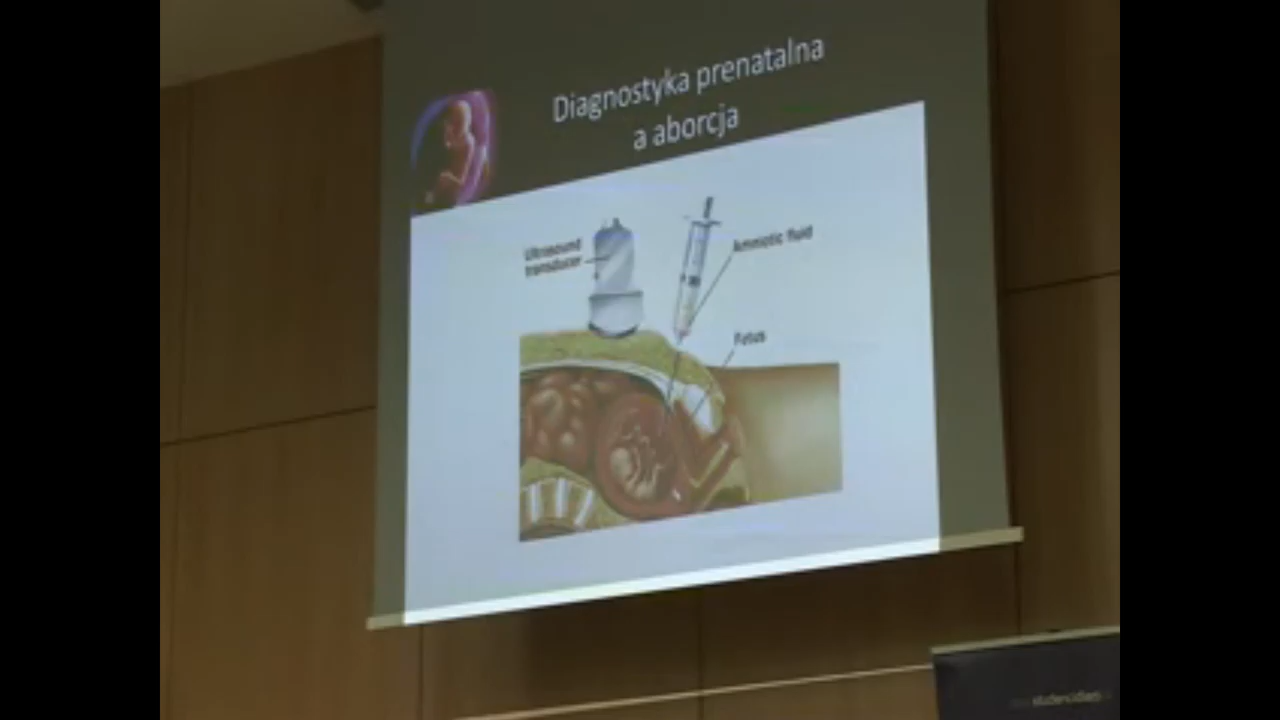 Diagnostyka prenatalna
a aborcja
Ultrasound
transducer
Amniotic fluid
Fetus